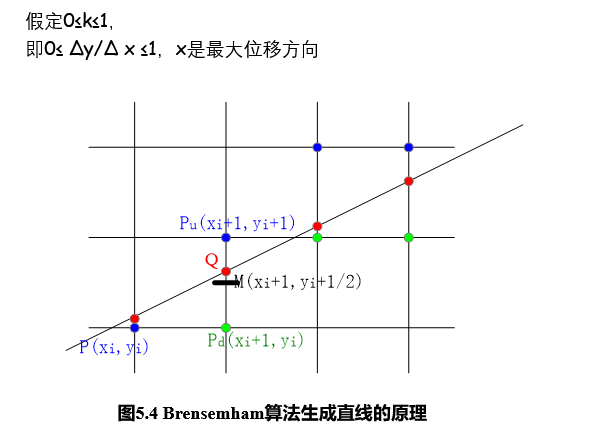 假定0≤k≤1,
即0≤ Δy/Δ x ≤1, x是最大位移方向
Pu(xi+1,yi+1)
Q
M(xi+1,yi+1/2)
P(xi,yi)
Pd(xi+1,yi)
图5.4 Brensemham算法生成直线的原理